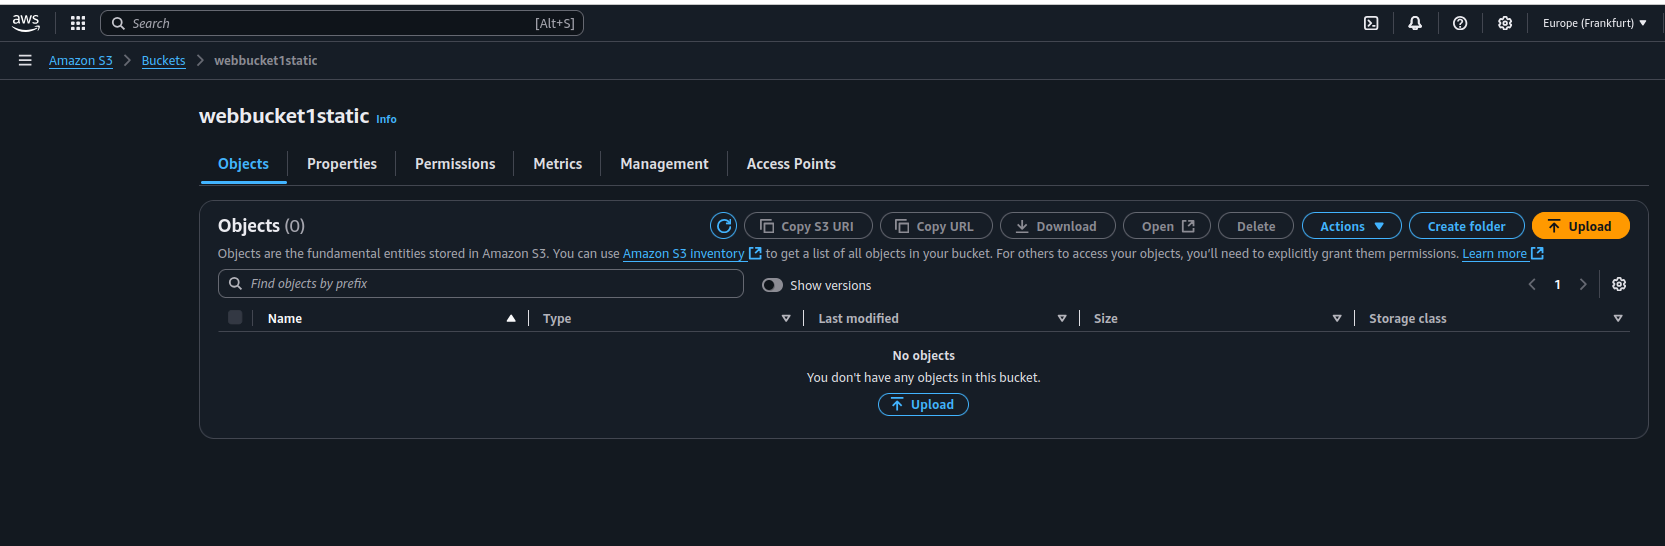 aws Search [Alt+S] Europe (Frankfurt)
Amazon S3 Buckets webbucket1static
webbucket1static Info
Objects Properties Permissions Metrics Management Access Points
Objects (0) Copy S3 URI Copy URL Download Open Delete Actions Create folder Upload
Objects are the fundamental entities stored in Amazon S3. You can use Amazon S3 inventory to get a list of all objects in your bucket. For others to access your objects, you'll need to explicitly grant them permissions. Learn more
Find objects by prefix Show versions 1
Name Type Last modified Size Storage class
No objects
You don't have any objects in this bucket.
Upload